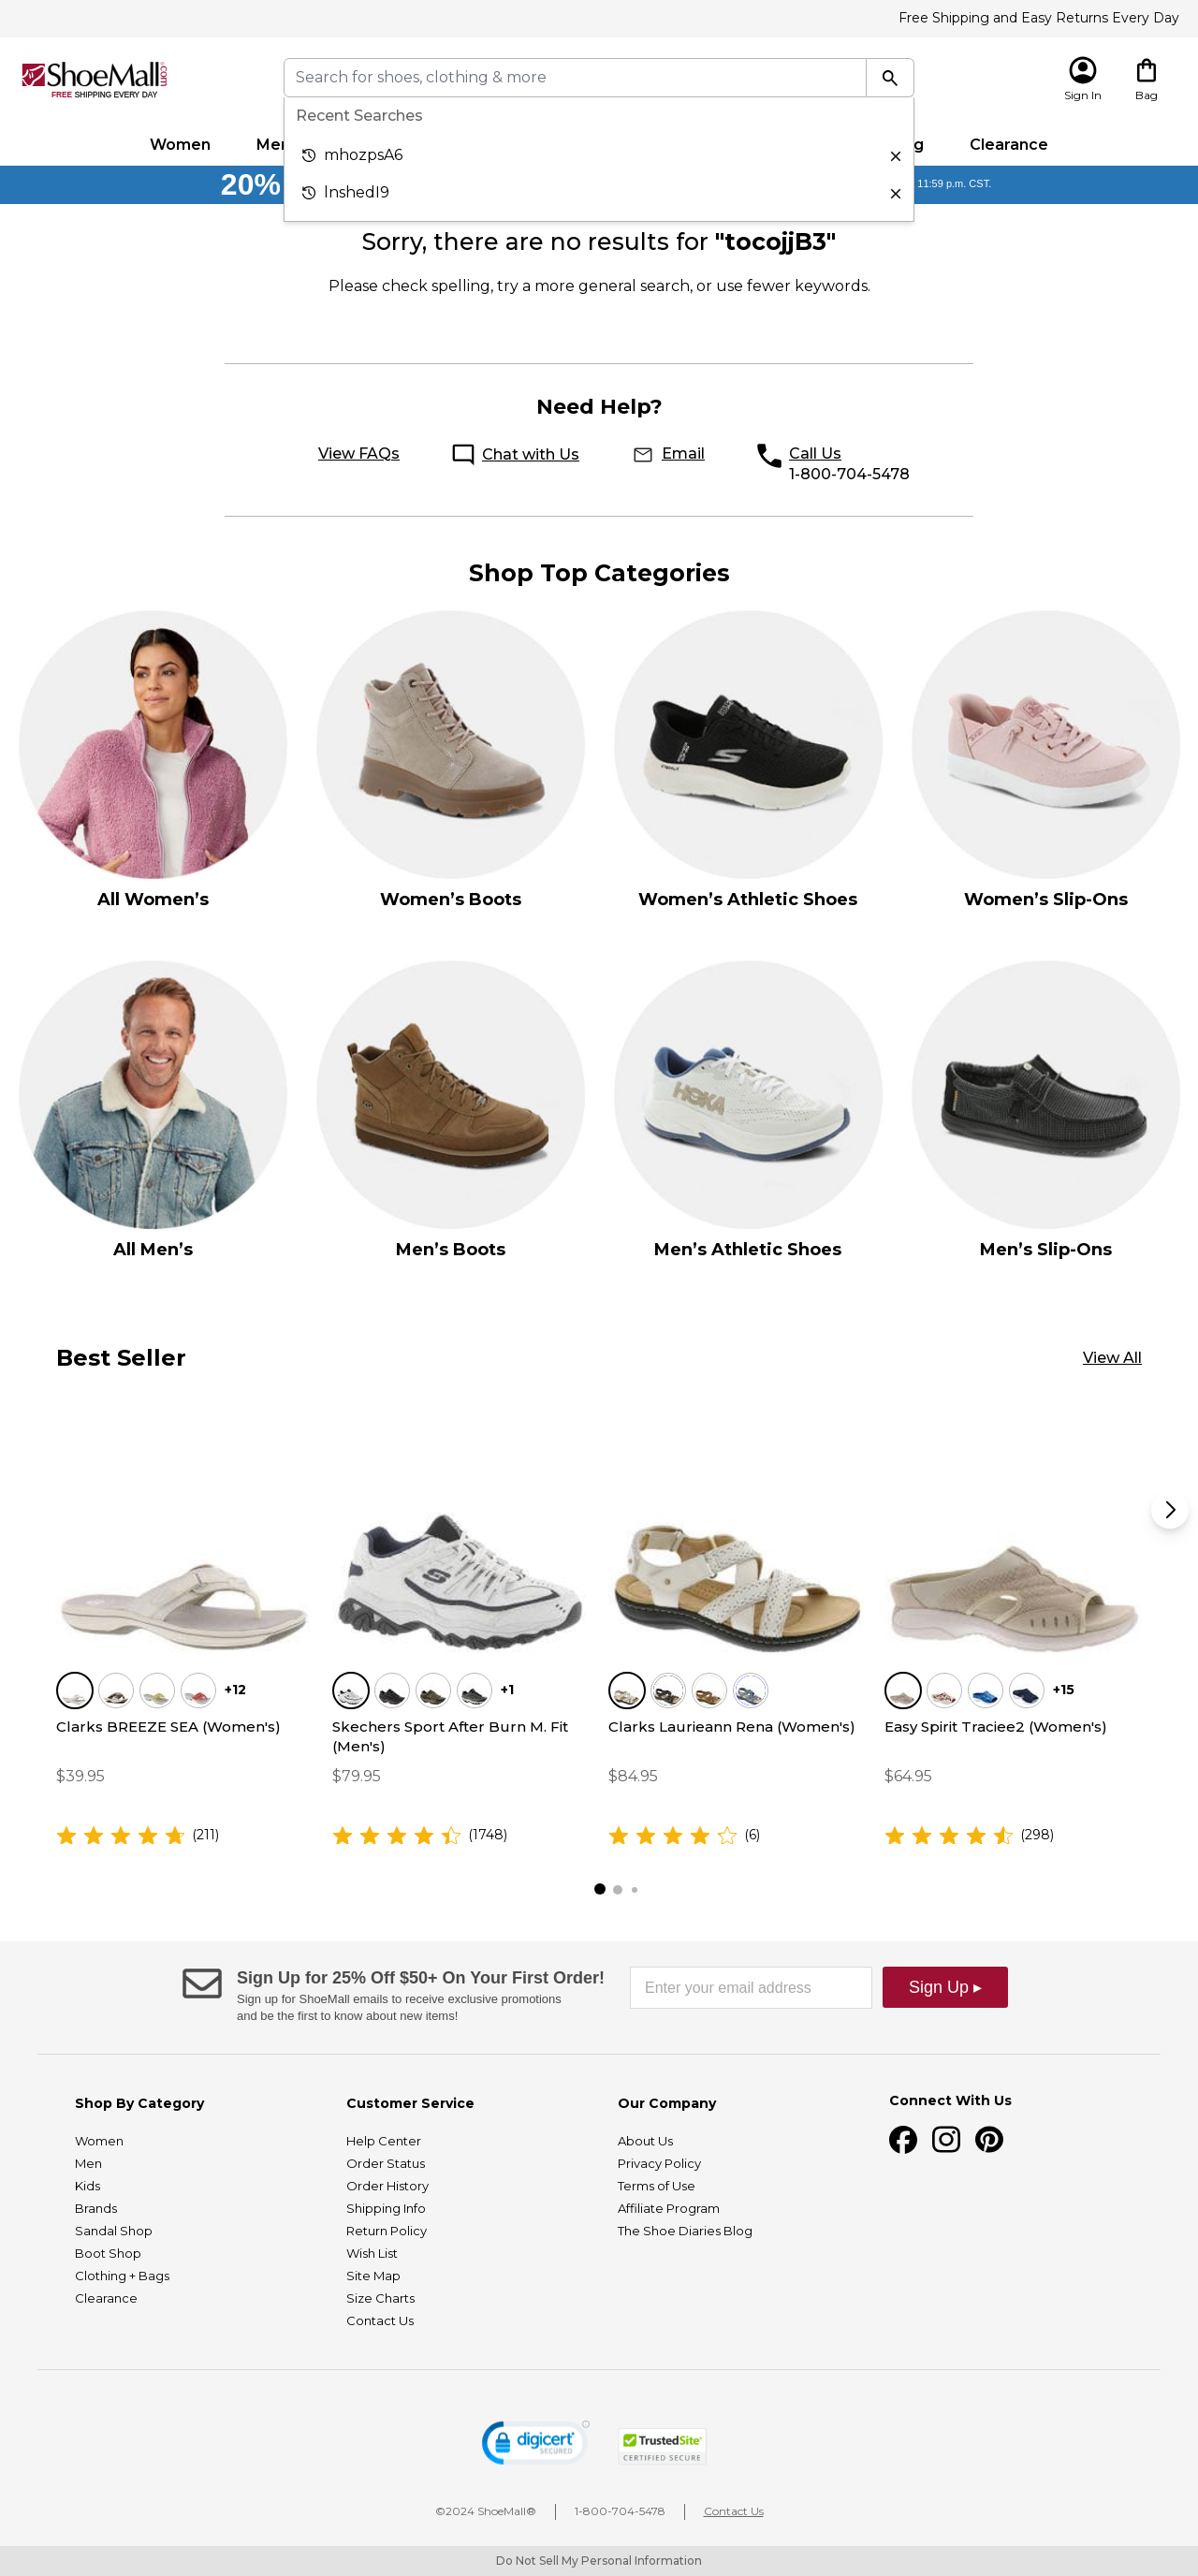 Free Shipping and Easy Returns Every Day
ShoeMall.com
FREE SHIPPING EVERY DAY
Search for shoes, clothing & more
Sign In
Bag
Recent Searches
mhozpsA6
lnshedI9
Women
Clearance
20%
11:59 p.m. CST.
Sorry, there are no results for "tocojjB3"
Please check spelling, try a more general search, or use fewer keywords.
Need Help?
View FAQs
Chat with Us
Email
Call Us
1-800-704-5478
Shop Top Categories
All Women’s
Women’s Boots
Women’s Athletic Shoes
Women’s Slip-Ons
HOKA
All Men’s
Men’s Boots
Men’s Athletic Shoes
Men’s Slip-Ons
Best Seller
View All
+12
+1
+15
Clarks BREEZE SEA (Women's)
$39.95
(211)
Skechers Sport After Burn M. Fit
(Men's)
$79.95
(1748)
Clarks Laurieann Rena (Women's)
$84.95
(6)
Easy Spirit Traciee2 (Women's)
$64.95
(298)
Sign Up for 25% Off $50+ On Your First Order!
Sign up for ShoeMall emails to receive exclusive promotions
and be the first to know about new items!
Enter your email address
Sign Up ▸
Shop By Category
Women
Men
Kids
Brands
Sandal Shop
Boot Shop
Clothing + Bags
Clearance
Customer Service
Help Center
Order Status
Order History
Shipping Info
Return Policy
Wish List
Site Map
Size Charts
Contact Us
Our Company
About Us
Privacy Policy
Terms of Use
Affiliate Program
The Shoe Diaries Blog
Connect With Us
digicert
SECURED
TrustedSite
CERTIFIED SECURE
©2024 ShoeMall®
1-800-704-5478
Contact Us
Do Not Sell My Personal Information